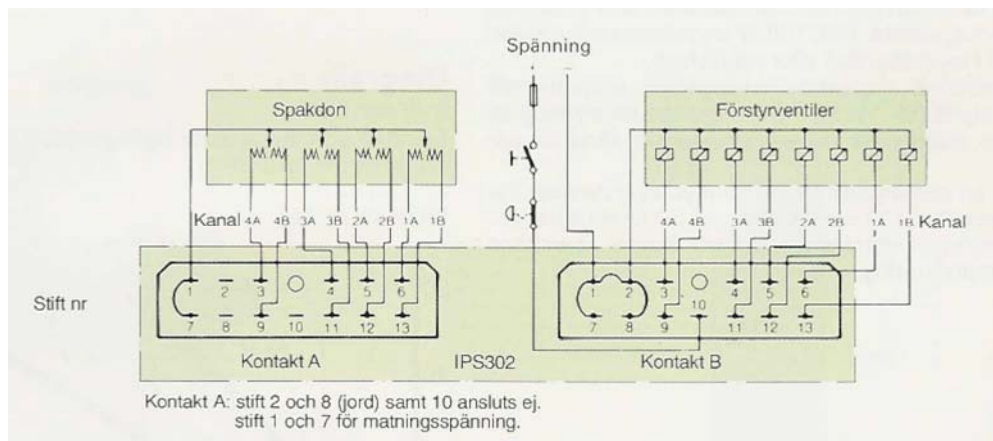 Spänning
+ –
Spakdon
Förstyrventiler
4A 4B 3A 3B 2A 2B 1A 1B
Kanal
4A 4B 3A 3B 2A 2B 1A 1B Kanal
Stift nr
1 2 3 4 5 6
7 8 9 10 11 12 13
1 2 3 4 5 6
10
7 8 9 11 12 13
Kontakt A
IPS302
Kontakt B
Kontakt A: stift 2 och 8 (jord) samt 10 ansluts ej.
stift 1 och 7 för matningsspänning.